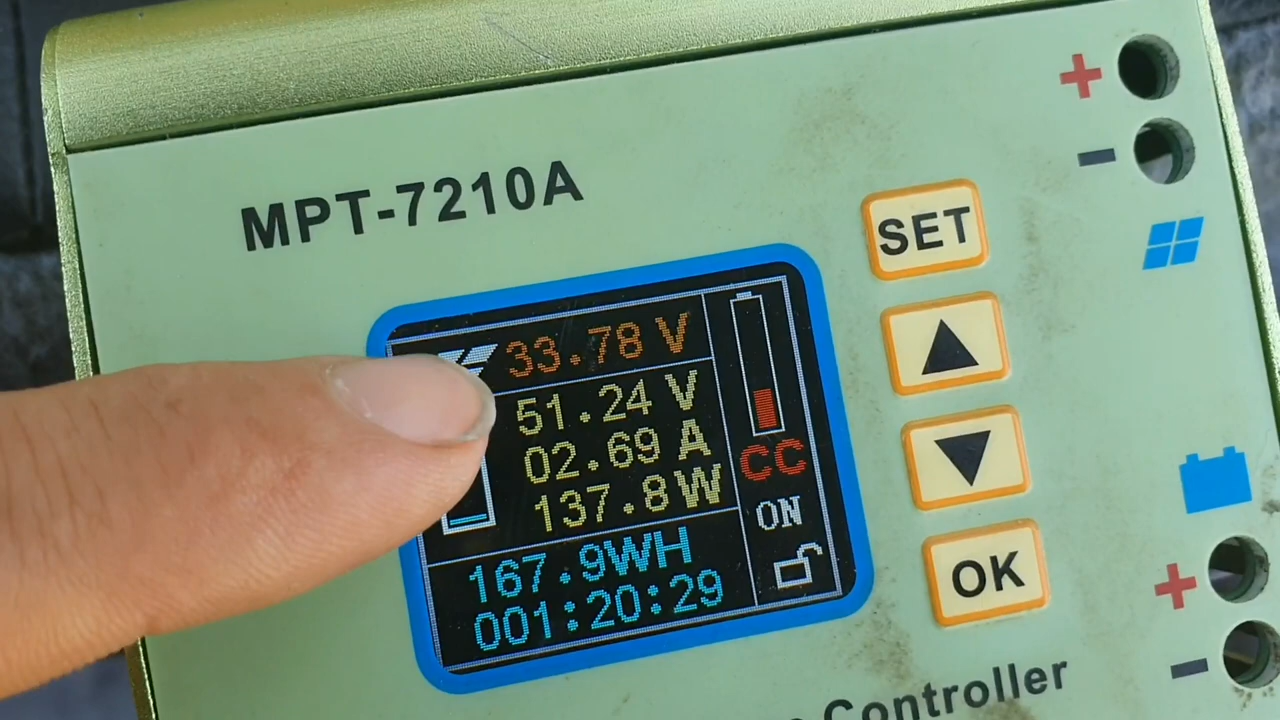 MPT-7210A
SET
33.78 V
51.24 V
02.69 A
137.8W
CC
ON
167.9WH
001:20:29
OK
Controller
+
-
+
-